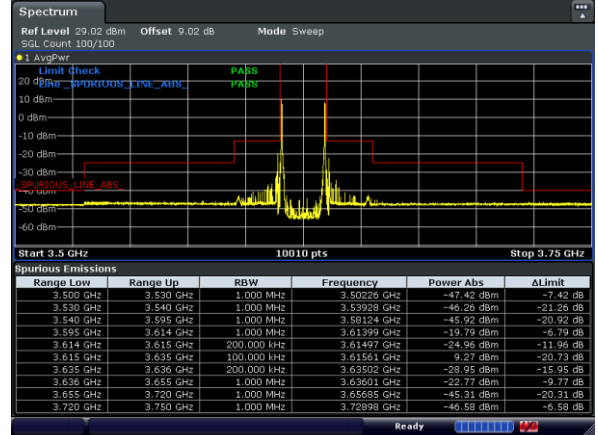 Spectrum
Ref Level 29.02 dBm Offset 9.02 dB Mode Sweep
SGL Count 100/100
1 AvgPwr
Limit Check PASS
20 dBm
Line _SPURIOUS_LINE_ABS_ PASS
10 dBm
0 dBm
-10 dBm
-20 dBm
-30 dBm
_SPURIOUS_LINE_ABS_
-40 dBm
-50 dBm
-60 dBm
Start 3.5 GHz 10010 pts Stop 3.75 GHz
Spurious Emissions
Range Low Range Up RBW Frequency Power Abs ΔLimit
3.500 GHz 3.530 GHz 1.000 MHz 3.50226 GHz -47.42 dBm -7.42 dB
3.530 GHz 3.540 GHz 1.000 MHz 3.53928 GHz -46.26 dBm -21.26 dB
3.540 GHz 3.595 GHz 1.000 MHz 3.58124 GHz -45.92 dBm -20.92 dB
3.595 GHz 3.614 GHz 1.000 MHz 3.61399 GHz -19.79 dBm -6.79 dB
3.614 GHz 3.615 GHz 200.000 kHz 3.61497 GHz -24.96 dBm -11.96 dB
3.615 GHz 3.635 GHz 100.000 kHz 3.61561 GHz 9.27 dBm -20.73 dB
3.635 GHz 3.636 GHz 200.000 kHz 3.63502 GHz -28.95 dBm -15.95 dB
3.636 GHz 3.655 GHz 1.000 MHz 3.63601 GHz -22.77 dBm -9.77 dB
3.655 GHz 3.720 GHz 1.000 MHz 3.65685 GHz -45.31 dBm -20.31 dB
3.720 GHz 3.750 GHz 1.000 MHz 3.72898 GHz -46.58 dBm -6.58 dB
Ready